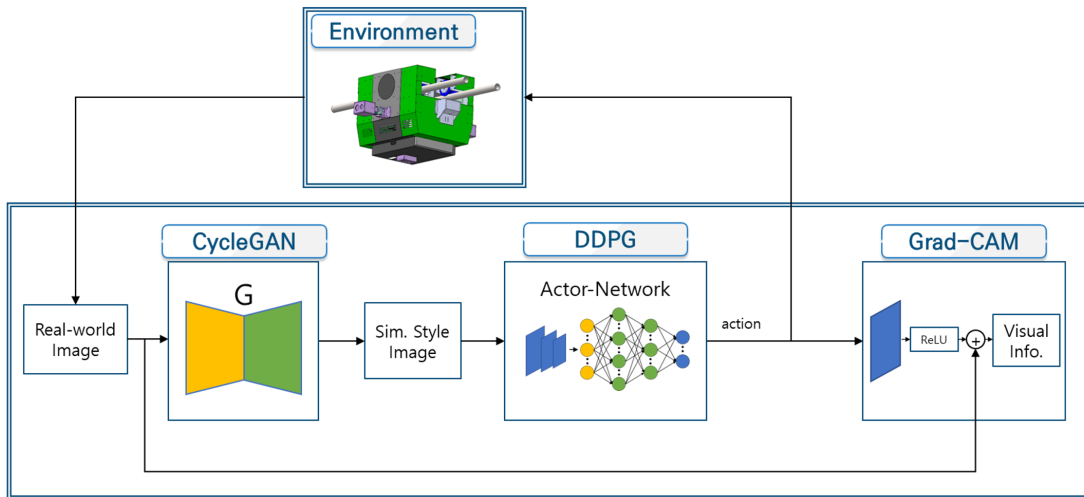 Environment
CycleGAN
DDPG
Grad-CAM
G
Actor-Network
Real-world
Image
Sim. Style
Image
action
ReLU
+
Visual
Info.